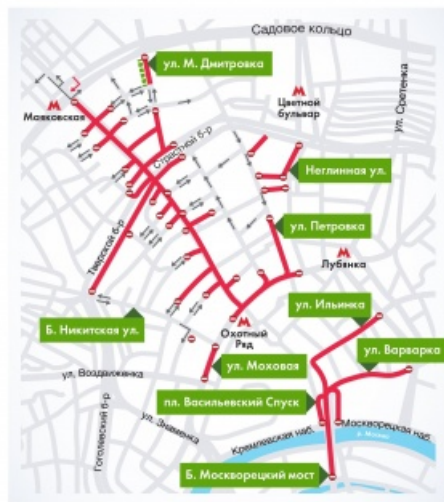 Садовое кольцо
ул. М. Дмитровка
М
Маяковская
М
Цветной
бульвар
ул. Сретенка
Страстной б-р
Неглинная ул.
ул. Петровка
Тверской б-р
М
Лубянка
ул. Ильинка
Б. Никитская ул.
М
Охотный
Ряд
ул. Варварка
ул. Моховая
ул. Воздвиженка
Гоголевский б-р
пл. Васильевский Спуск
ул. Знаменка
Кремлевская наб.
Москворецкая наб.
Б. Москворецкий мост